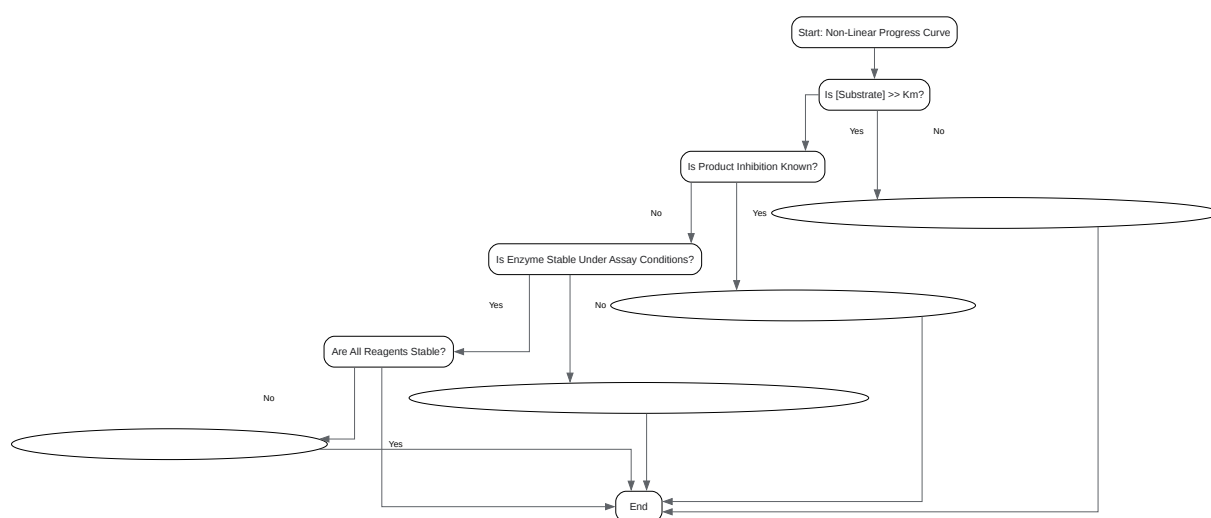 Start: Non-Linear Progress Curve
Is [Substrate] >> Km?
Yes
No
Is Product Inhibition Known?
No
Yes
Is Enzyme Stable Under Assay Conditions?
Yes
No
Are All Reagents Stable?
No
Yes
End